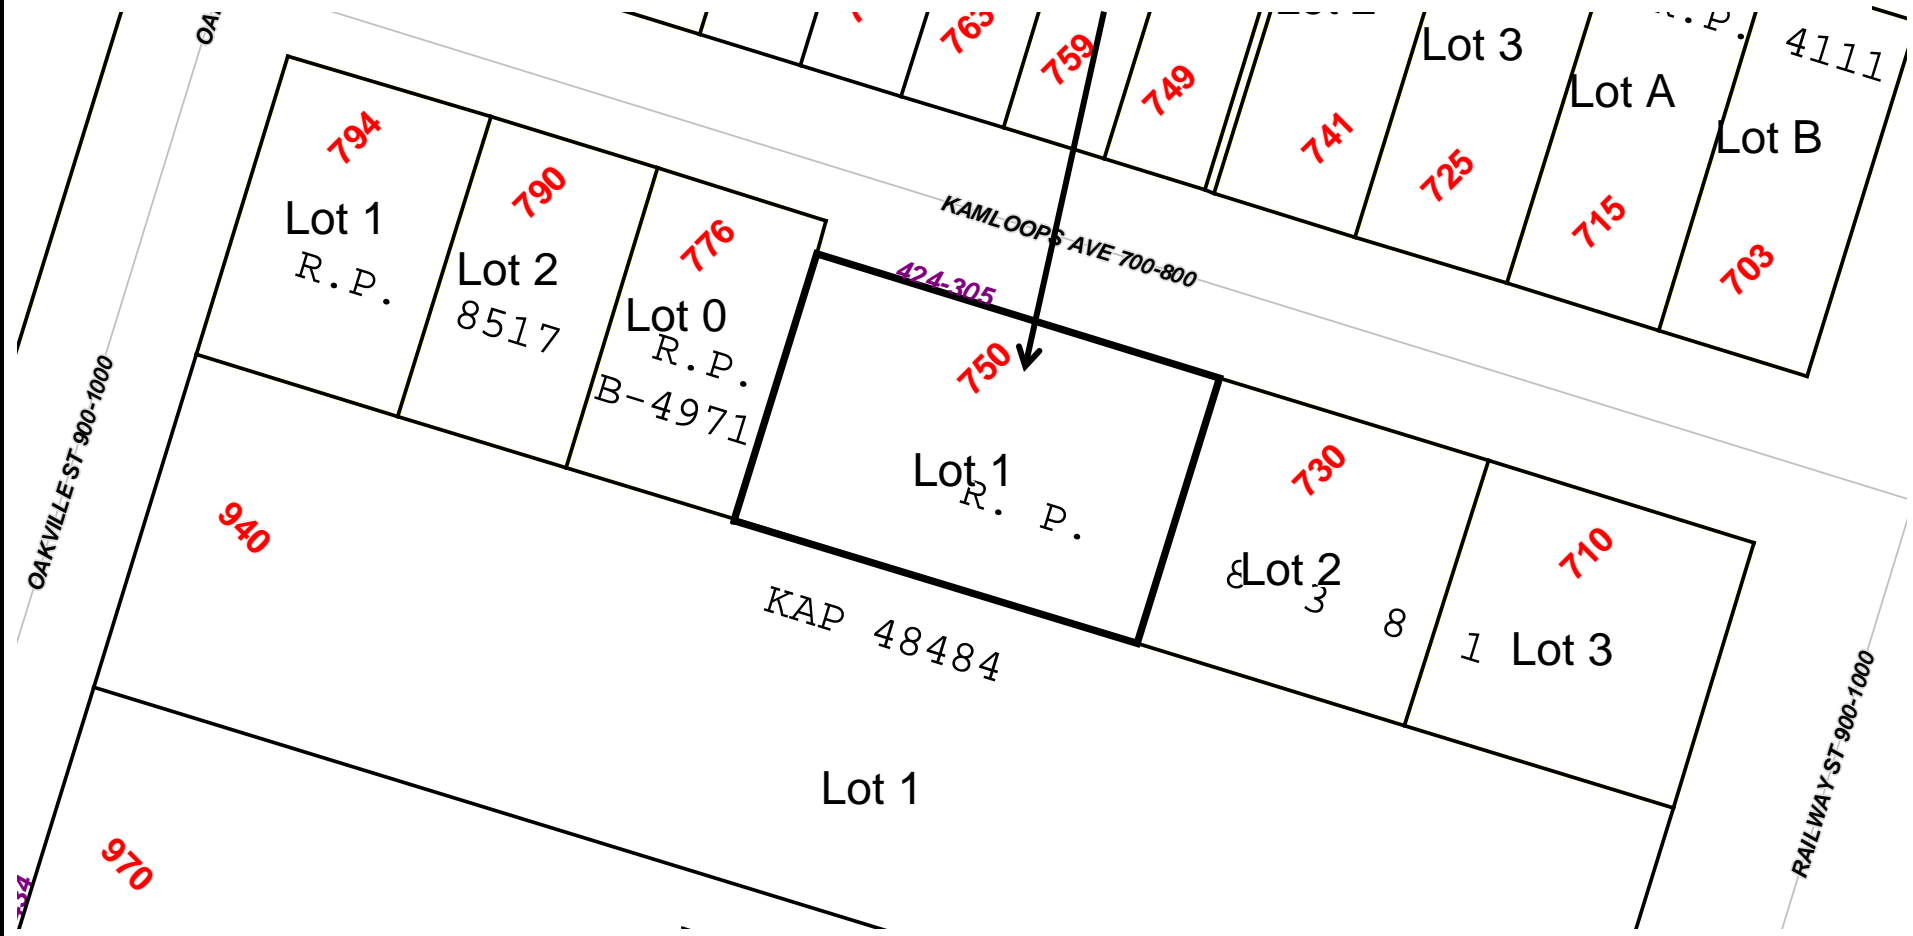 763
759
749
741
Lot 3
725
Lot A
715
R.P.
4111
Lot B
703
KAMLOOPS AVE 700-800
424-305
794
Lot 1
R.P.
790
Lot 2
8517
776
Lot 0
R.P.
B-4971
750
Lot 1
R. P.
730
Lot 2
3 8 1
710
Lot 3
OAKVILLE ST 900-1000
940
KAP 48484
Lot 1
970
RAILWAY ST 900-1000